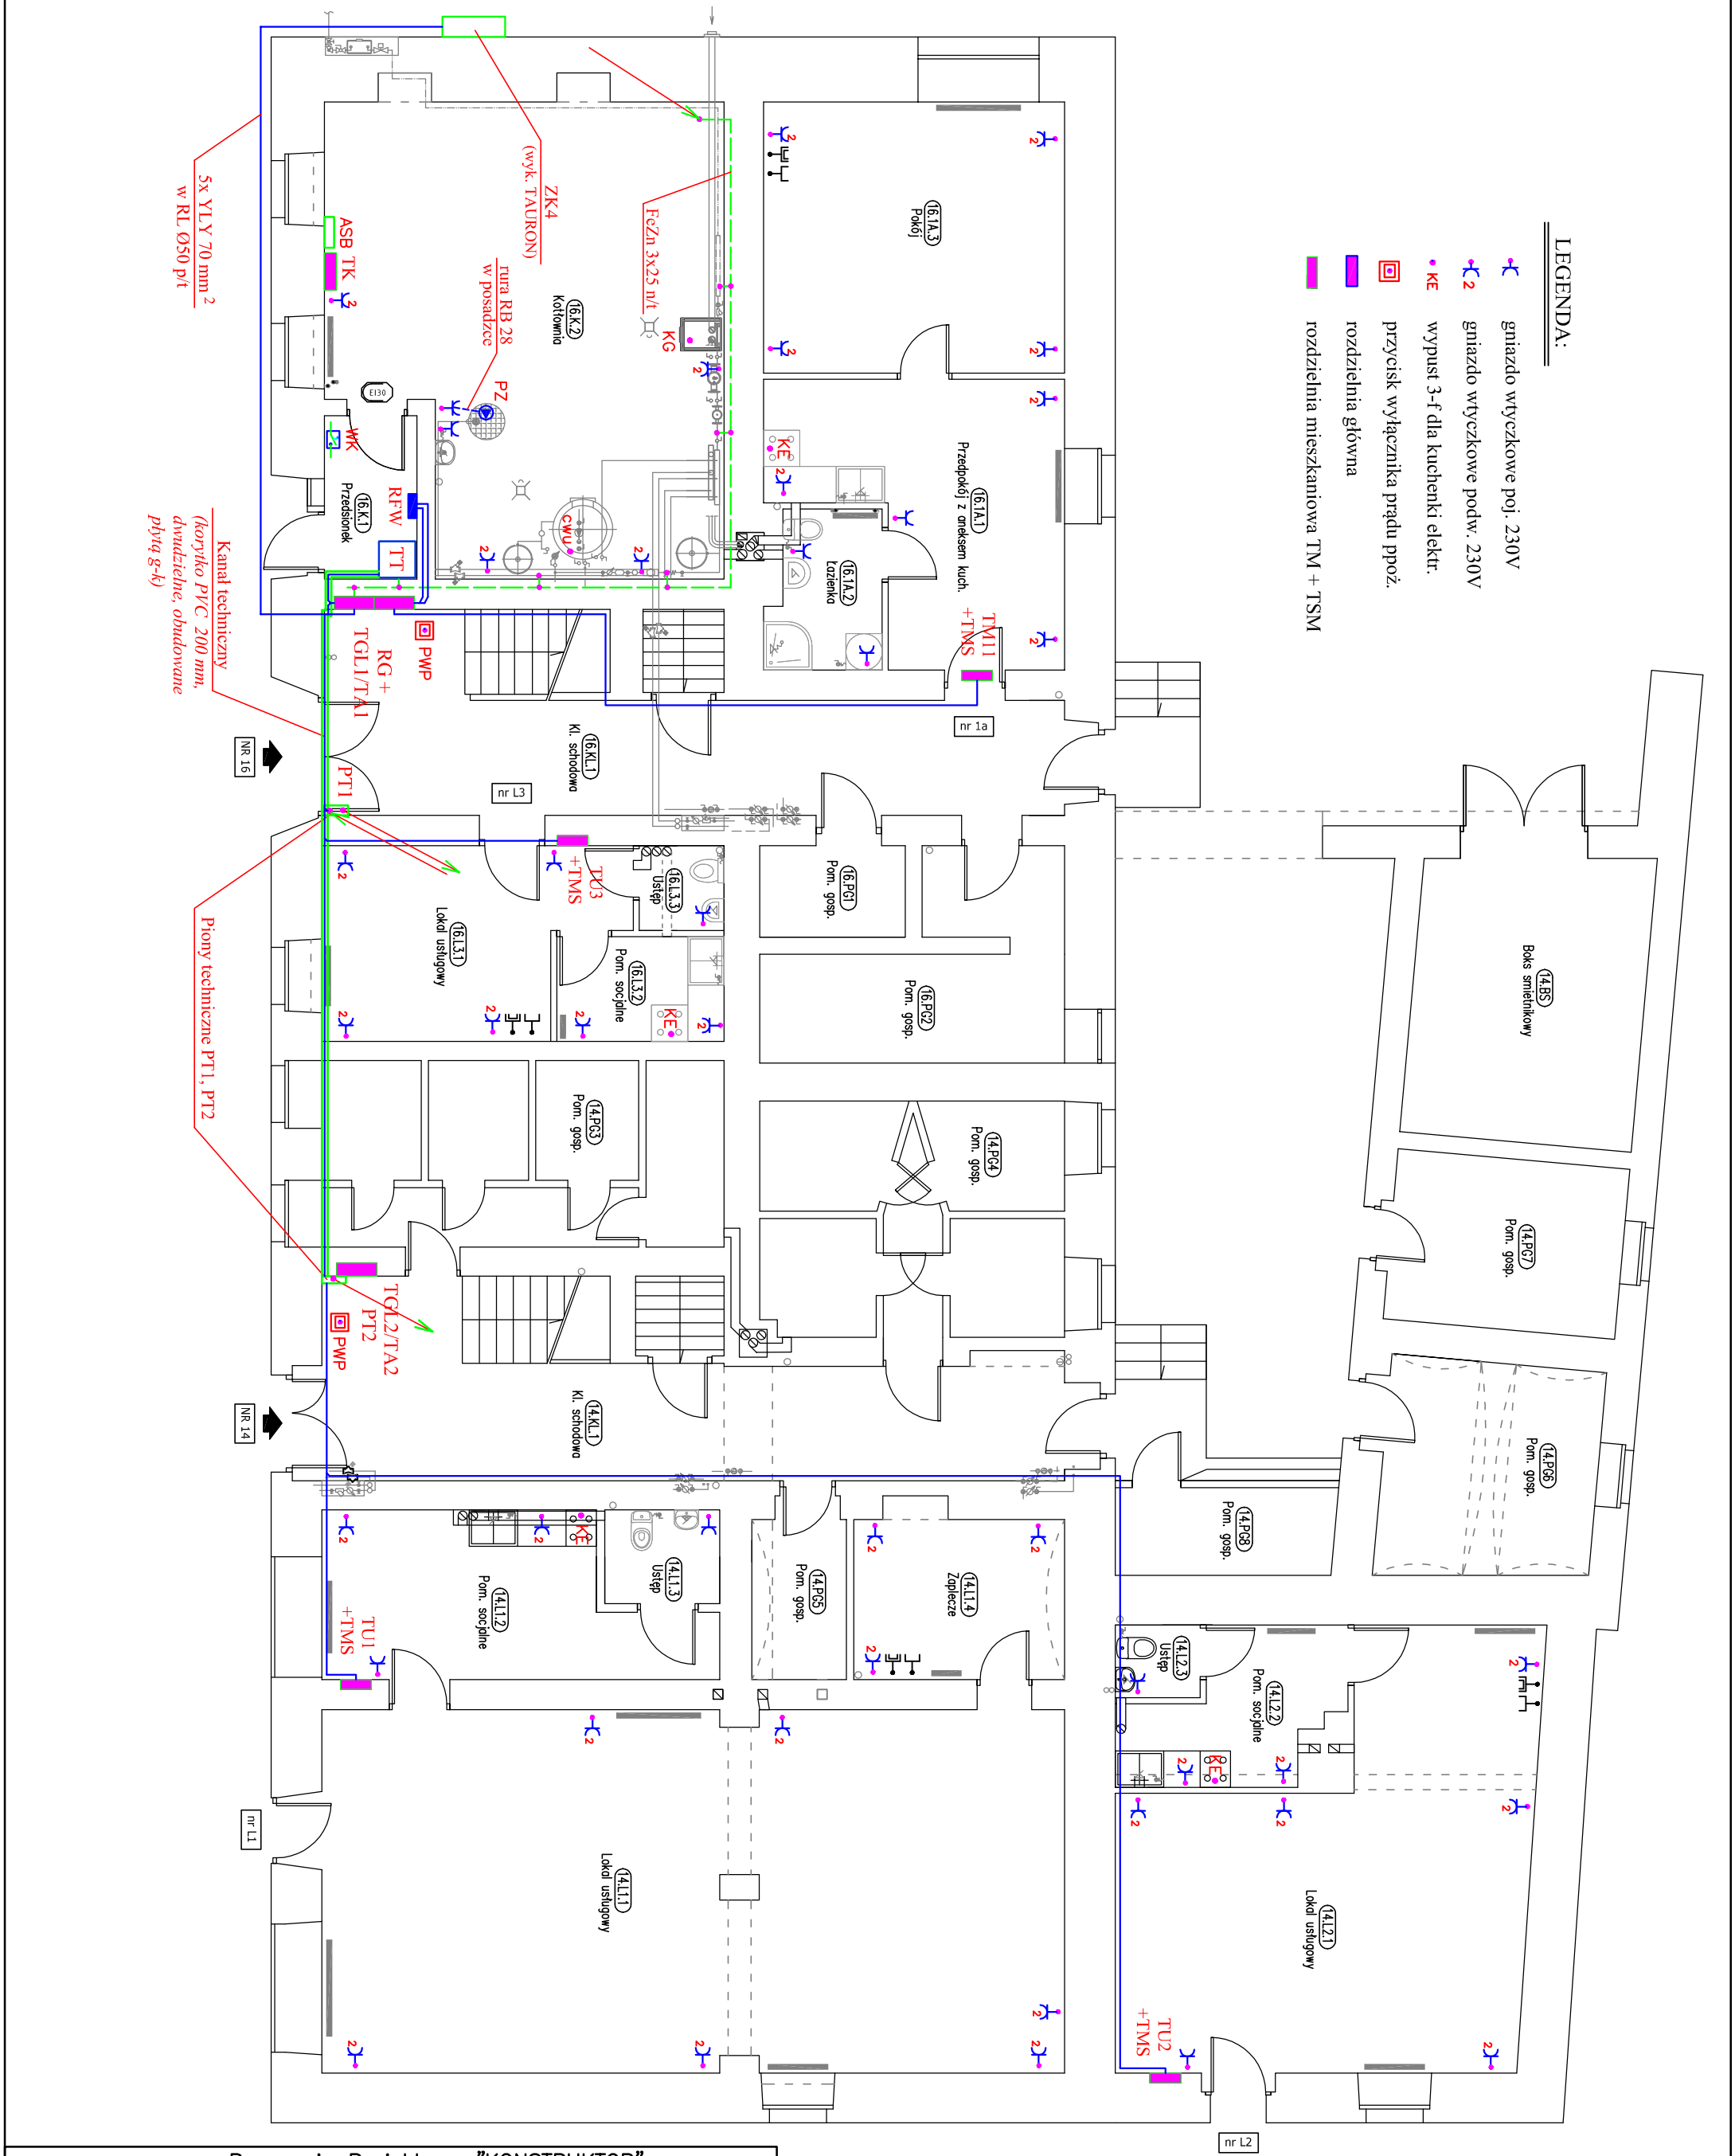 LEGENDA:
gniazdo wtyczkowe poj. 230V
2
gniazdo wtyczkowe podw. 230V
KE
wypust 3-f dla kuchenki elektr.
przycisk wyłącznika prądu ppoż.
rozdzielnia główna
rozdzielnia mieszkaniowa TM + TSM
14.BS
Boks smietnikowy
14.PG7
Pom. gosp.
14.PG6
Pom. gosp.
14.PG8
Pom. gosp.
14.L2.3
Ustęp
14.L2.2
Pom. socjalne
KE
14.L2.1
Lokal usługowy
TU2
+TMS
nr L2
16.1A.3
Pokój
16.1A.1
Przedpokój z aneksem kuch.
KE
16.1A.2
Łazienka
TM11
+TMS
nr 1a
16.PG1
Pom. gosp.
16.PG2
Pom. gosp.
14.PG4
Pom. gosp.
14.PG5
Pom. gosp.
14.L1.4
Zaplecze
ZK4
(wyk. TAURON)
FeZn 3x25 n/t
16.K.2
Kotłownia
KG
rura RB 28
w posadzce
PZ
cwu
ASB
TK
5x YLY 70 mm²
w RL Ø50 p/t
EI30
WK
16.K.1
Przedsionek
RFW
TT
RG +
TGL1/TA1
PWP
Kanał techniczny
(korytko PVC 200 mm,
dwudzielne, obudowane
płytą g-k)
16.KL.1
Kl. schodowa
NR 16
PT1
nr L3
TU3
+TMS
16.L3.3
Ustęp
16.L3.1
Lokal usługowy
16.L3.2
Pom. socjalne
KE
Piony techniczne PT1, PT2
14.PG3
Pom. gosp.
TGL2/TA2
PT2
PWP
14.KL.1
Kl. schodowa
NR 14
KE
14.L1.3
Ustęp
14.L1.2
Pom. socjalne
TU1
+TMS
14.L1.1
Lokal usługowy
nr L1